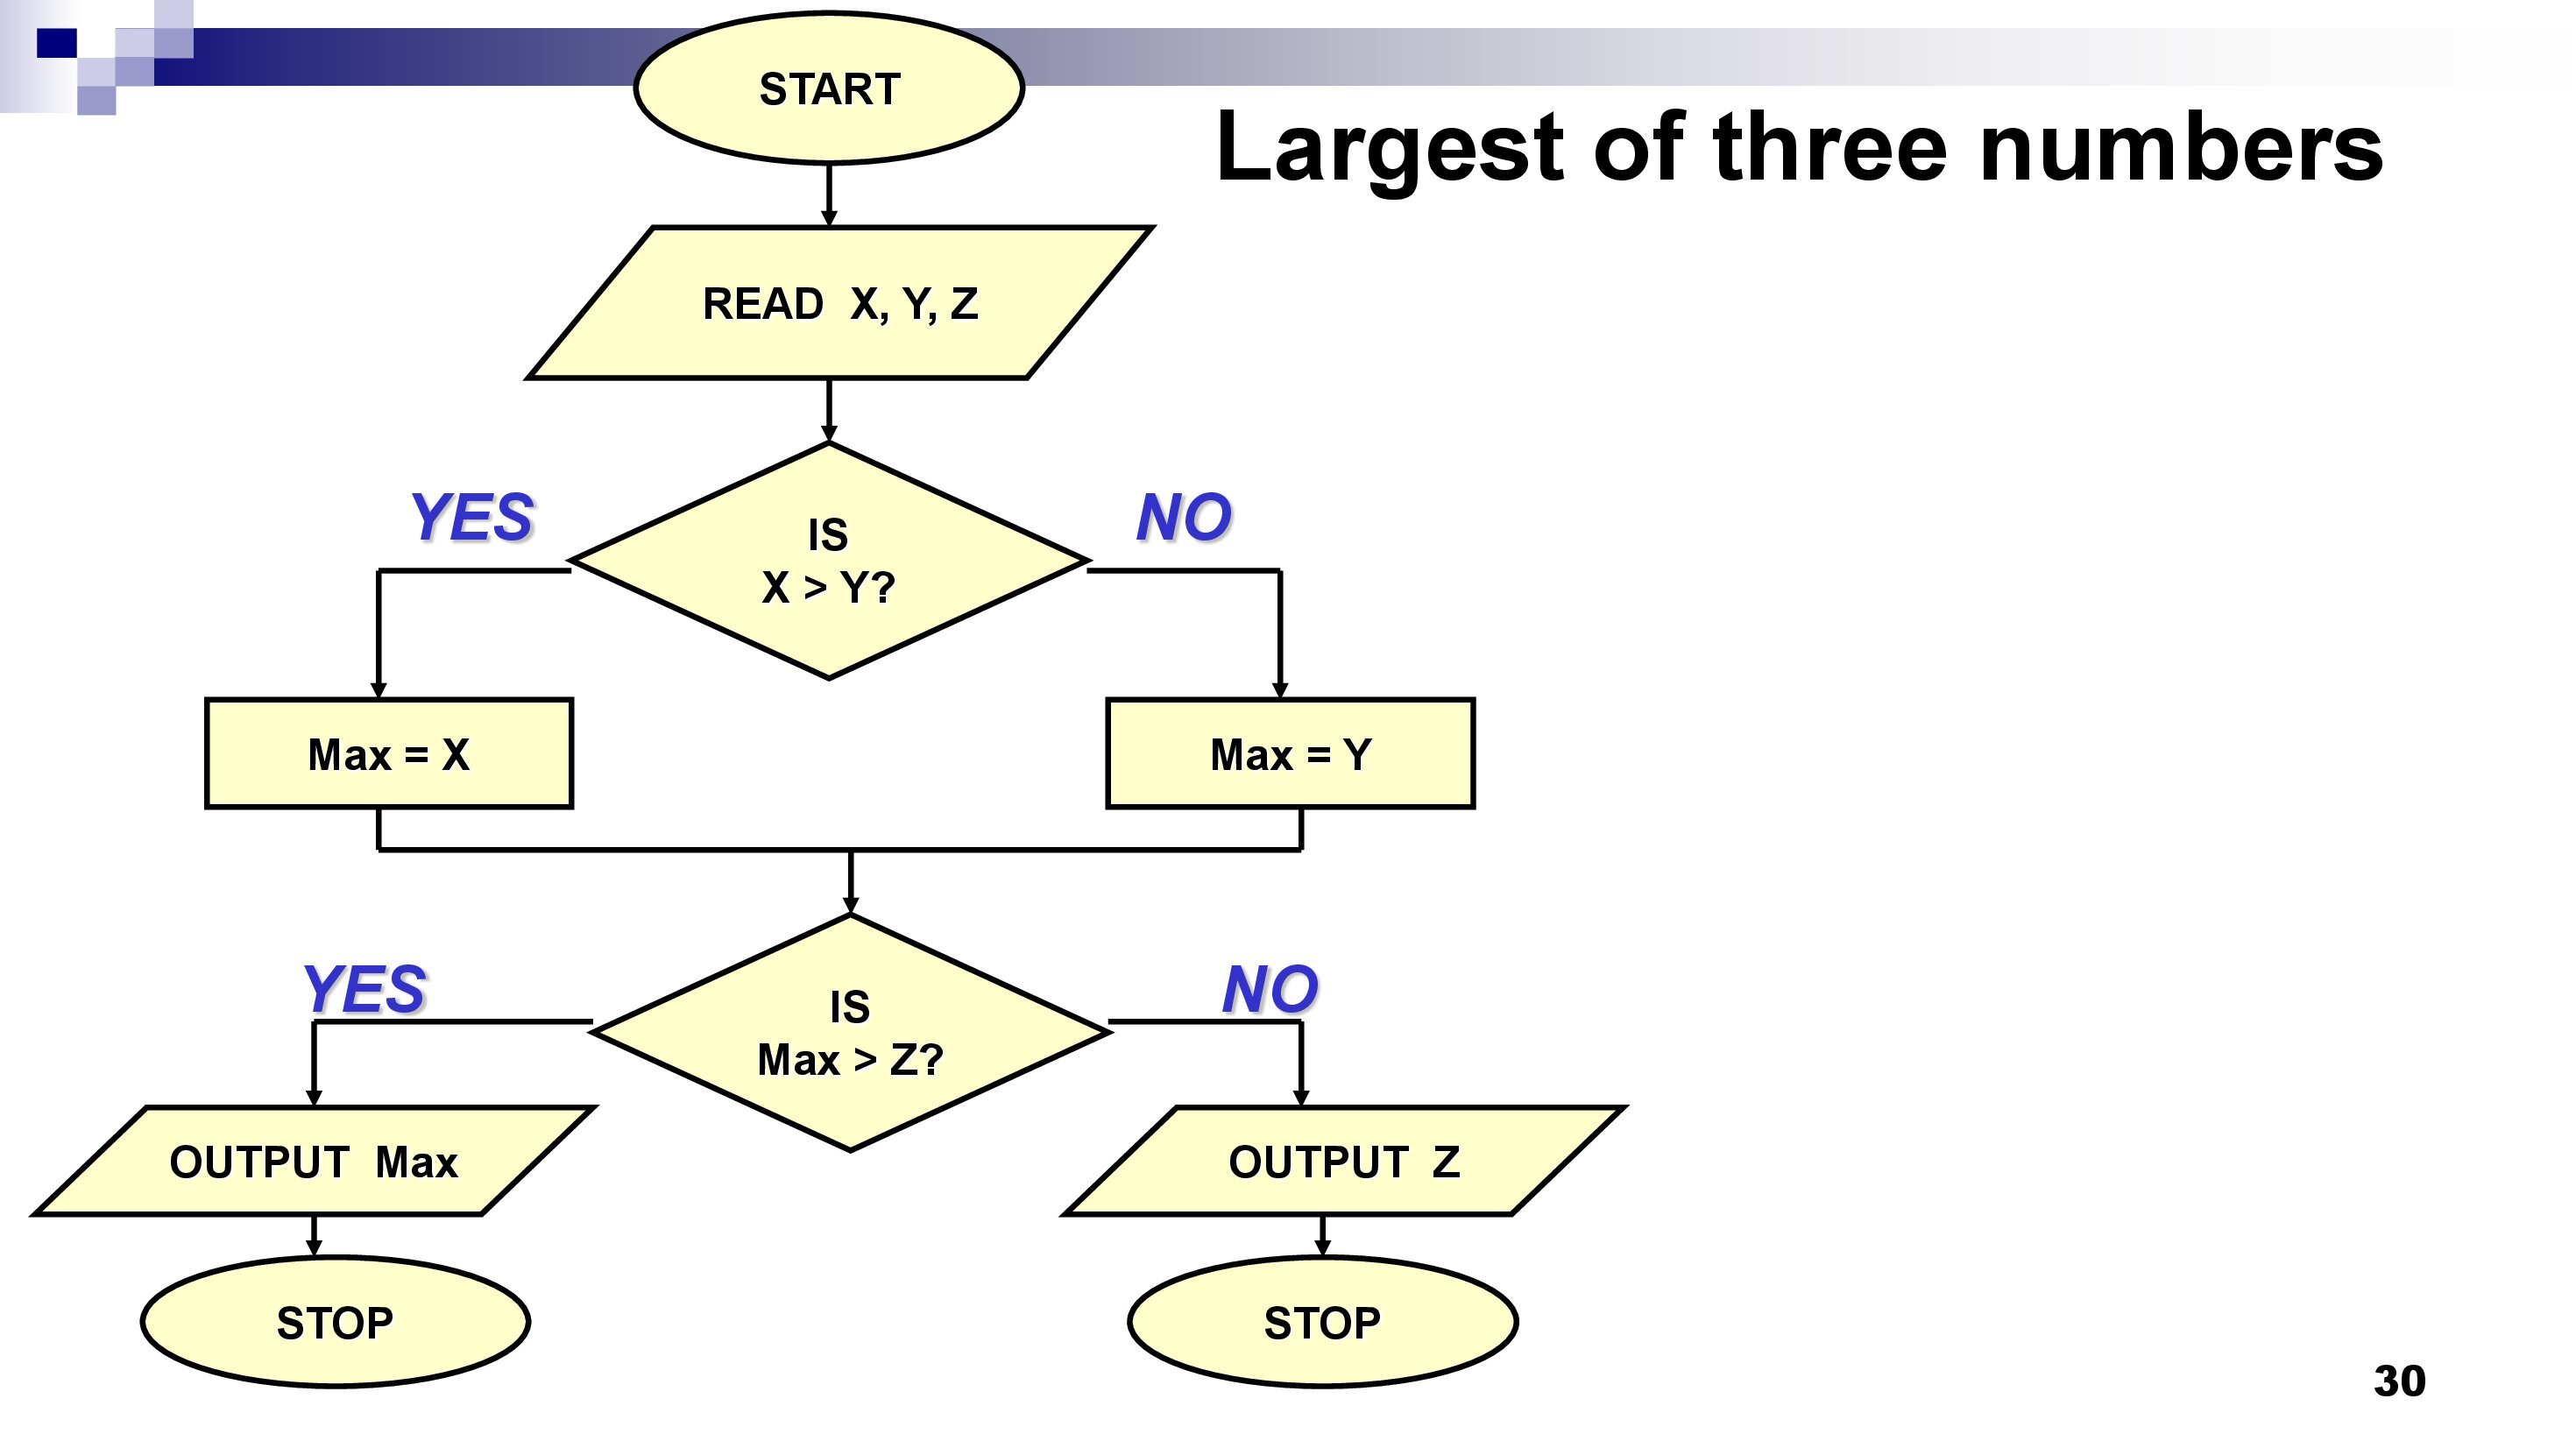 START
Largest of three numbers
READ  X, Y, Z
YES
NO
IS
X > Y?
Max = X
Max = Y
YES
NO
IS
Max > Z?
OUTPUT  Max
OUTPUT  Z
STOP
STOP
30